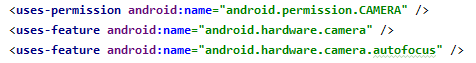 <uses-permission android:name="android.permission.CAMERA" />
<uses-feature android:name="android.hardware.camera" />
<uses-feature android:name="android.hardware.camera.autofocus" />